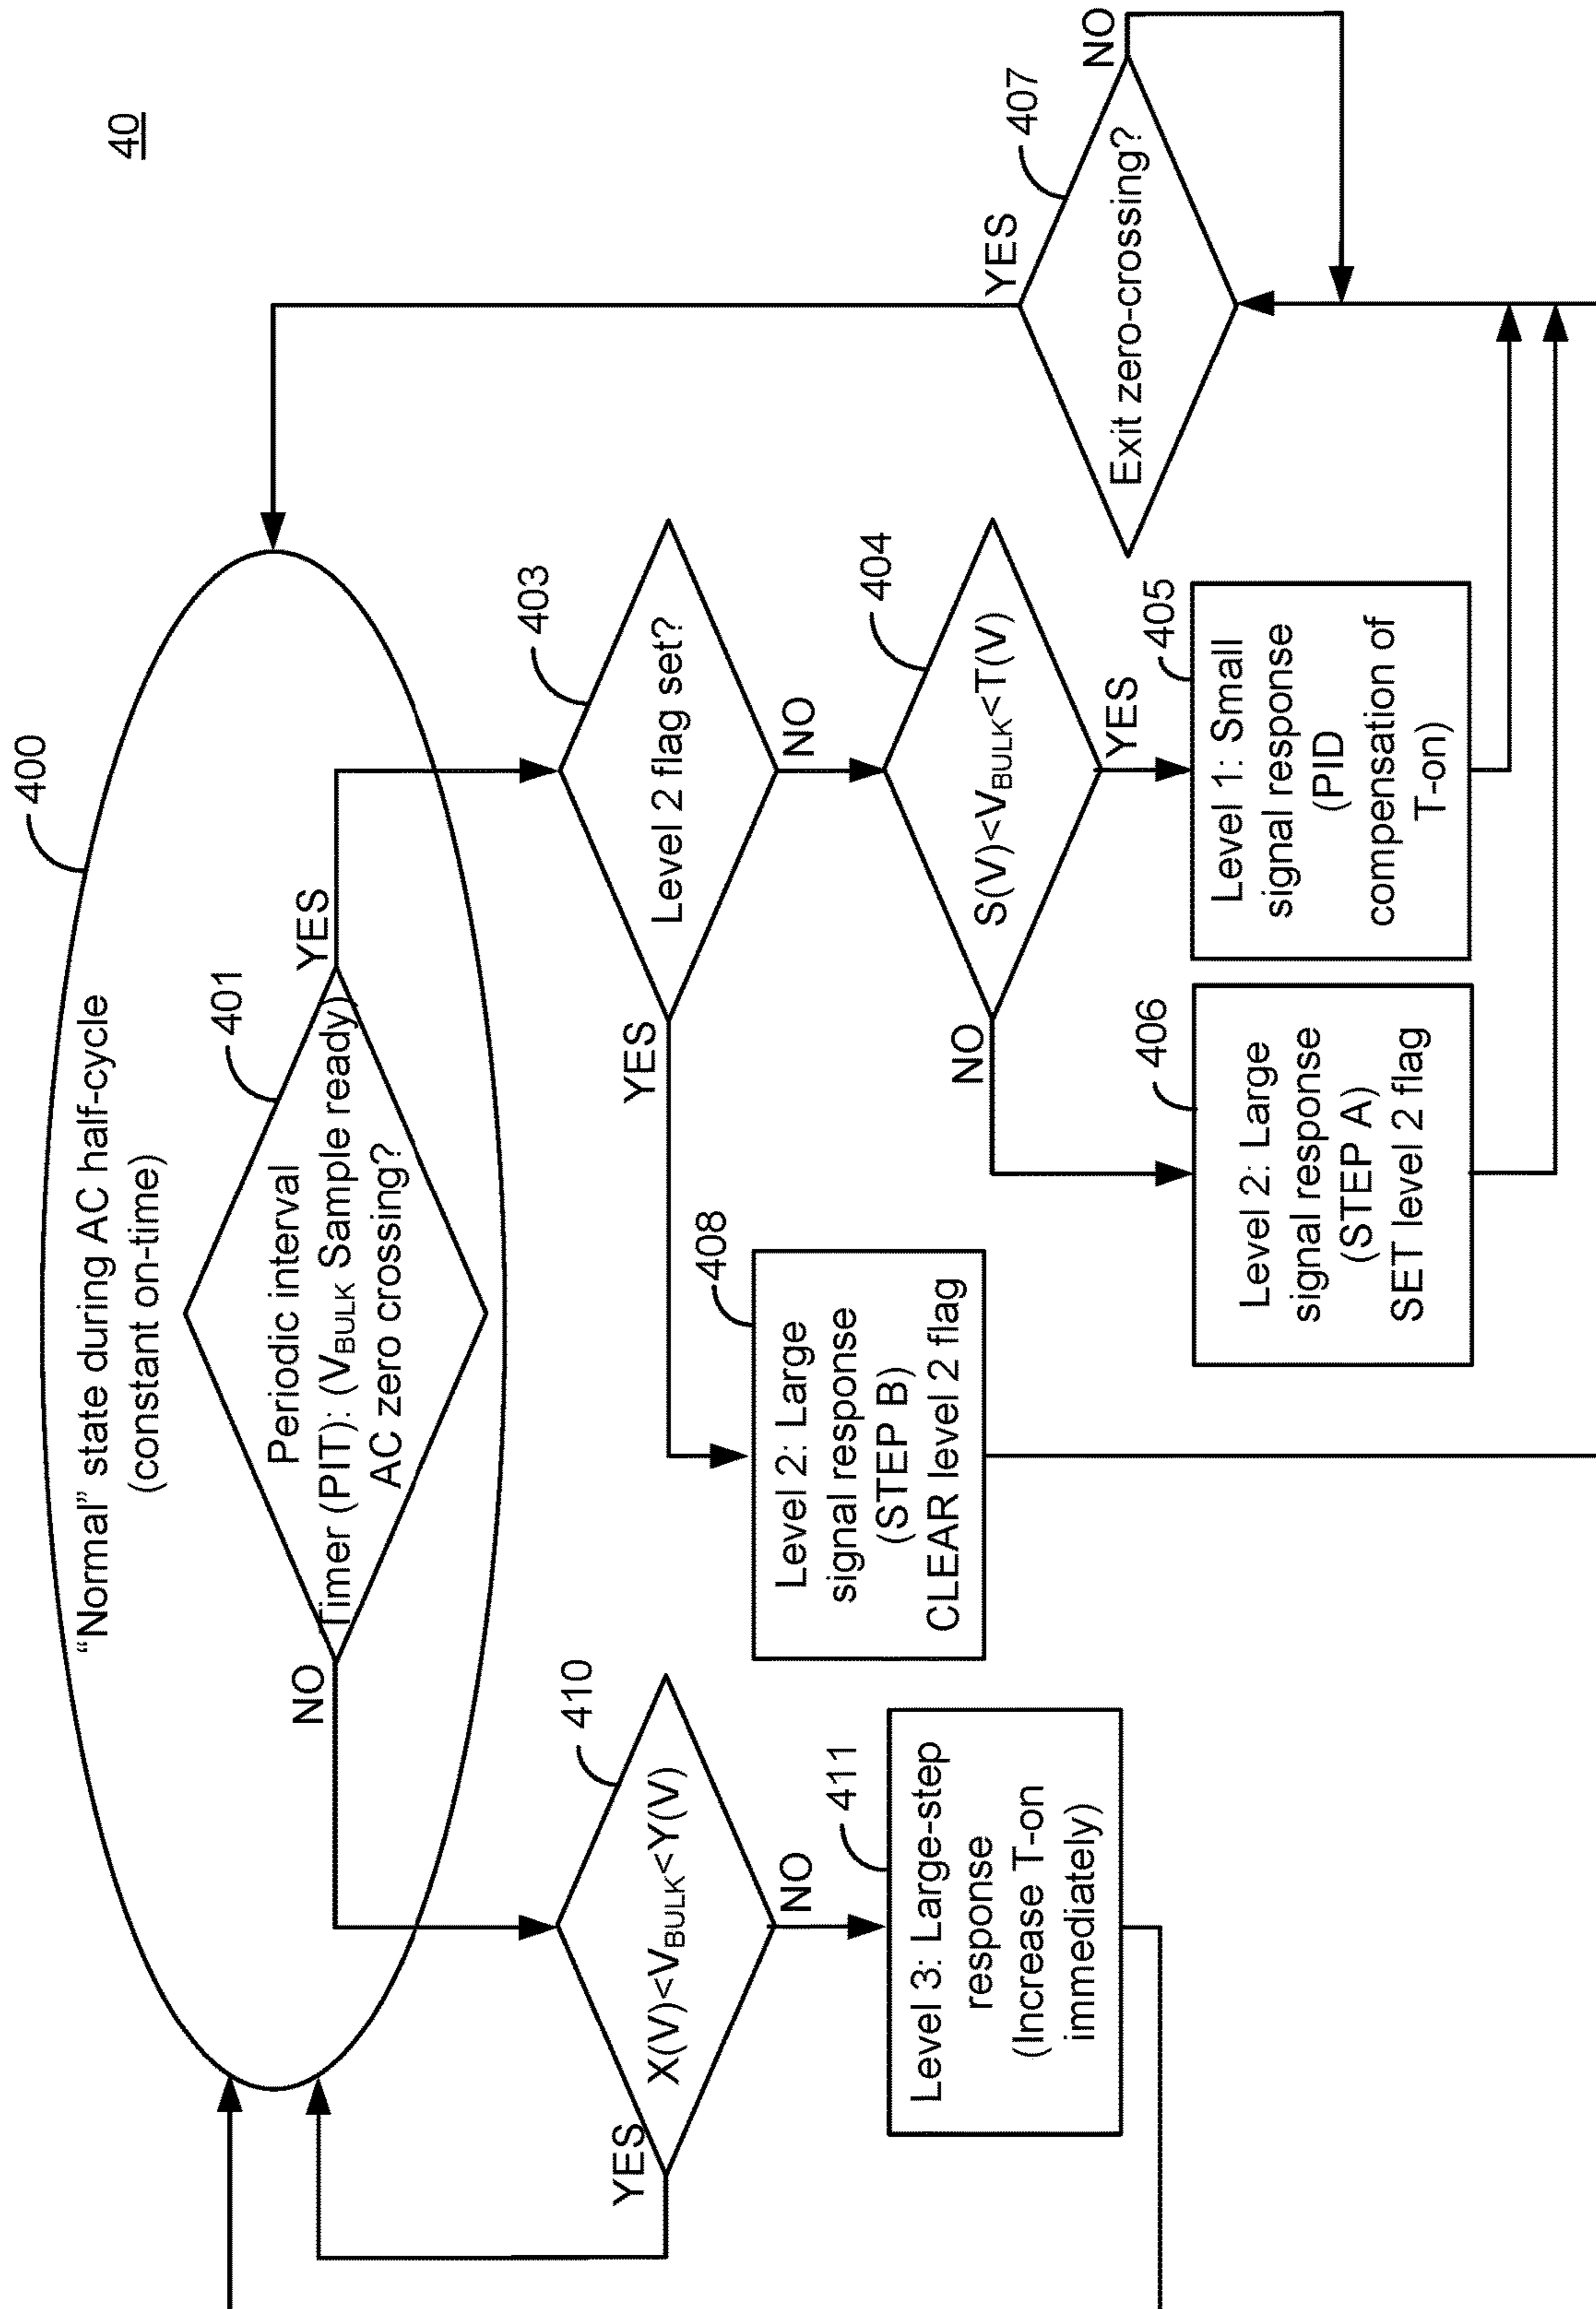 40
400
"Normal" state during AC half-cycle
(constant on-time)
401
Periodic interval
Timer (PIT): (VBULK Sample ready)
AC zero crossing?
NO
YES
410
X(V)<VBULK<Y(V)
YES
NO
411
Level 3: Large-step
response
(Increase T-on
immediately)
403
Level 2 flag set?
YES
NO
408
Level 2: Large
signal response
(STEP B)
CLEAR level 2 flag
404
S(V)<VBULK<T(V)
NO
YES
406
Level 2: Large
signal response
(STEP A)
SET level 2 flag
405
Level 1: Small
signal response
(PID
compensation of
T-on)
407
Exit zero-crossing?
YES
NO